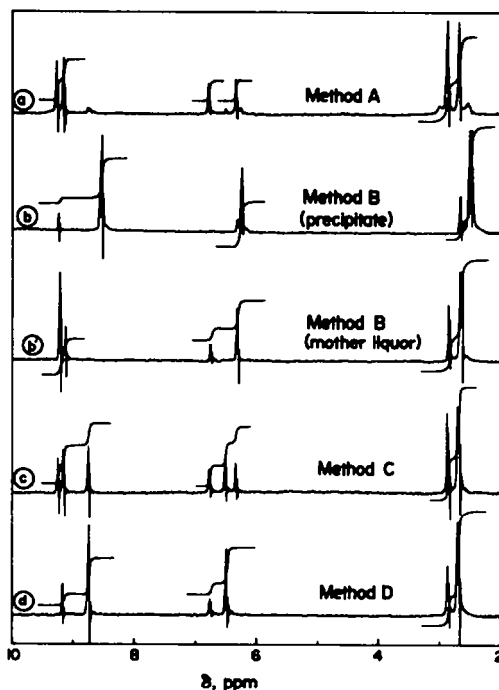 a
Method A
b
Method B
(precipitate)
b'
Method B
(mother liquor)
c
Method C
d
Method D
10
8
6
4
2
δ, ppm